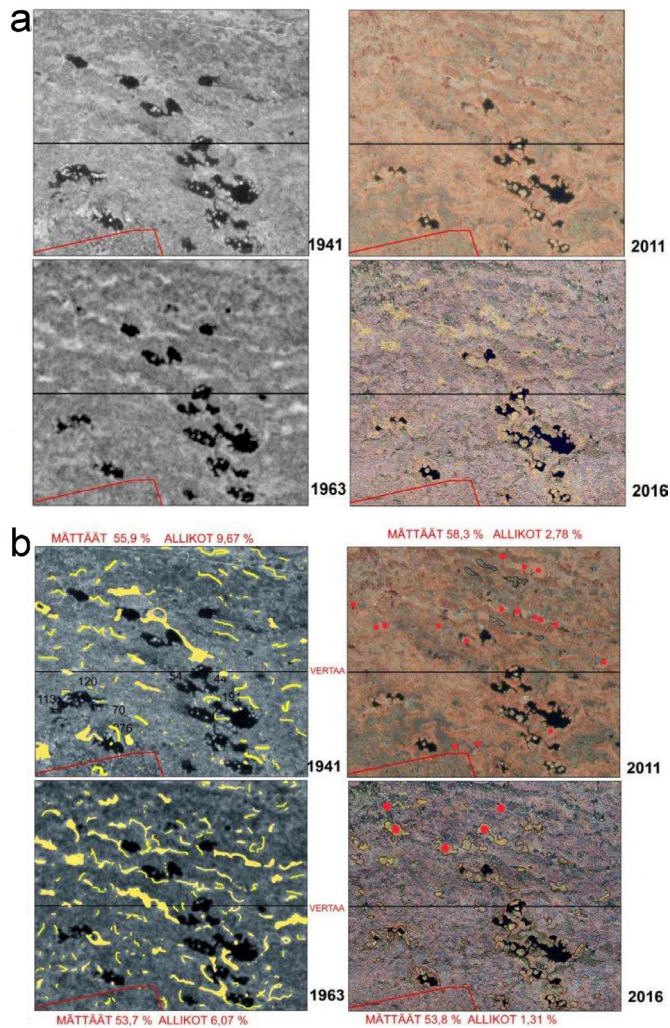 a
1941
2011
1963
2016
b
MÄTTÄÄT 55,9 % ALLIKOT 9,67 %
MÄTTÄÄT 58,3 % ALLIKOT 2,78 %
VERTAA
54
44
120
113
191
70
276
1941
2011
VERTAA
1963
2016
MÄTTÄÄT 53,7 % ALLIKOT 6,07 %
MÄTTÄÄT 53,8 % ALLIKOT 1,31 %